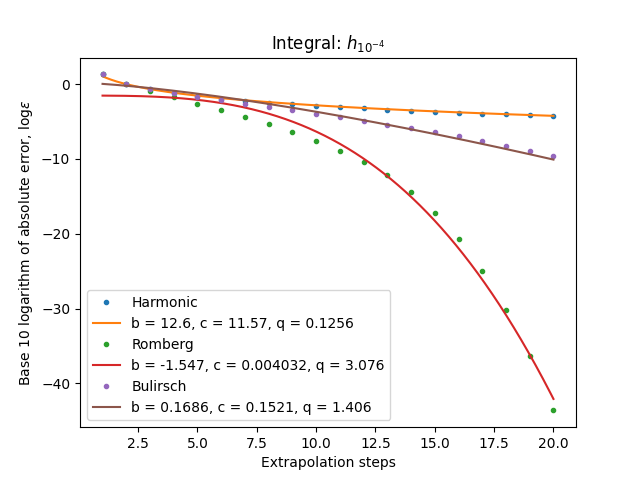 Integral: $h_{10^{-4}}$
Base 10 logarithm of absolute error, logε
0
−10
−20
−30
−40
Harmonic
b = 12.6, c = 11.57, q = 0.1256
Romberg
b = -1.547, c = 0.004032, q = 3.076
Bulirsch
b = 0.1686, c = 0.1521, q = 1.406
2.5 5.0 7.5 10.0 12.5 15.0 17.5 20.0
Extrapolation steps